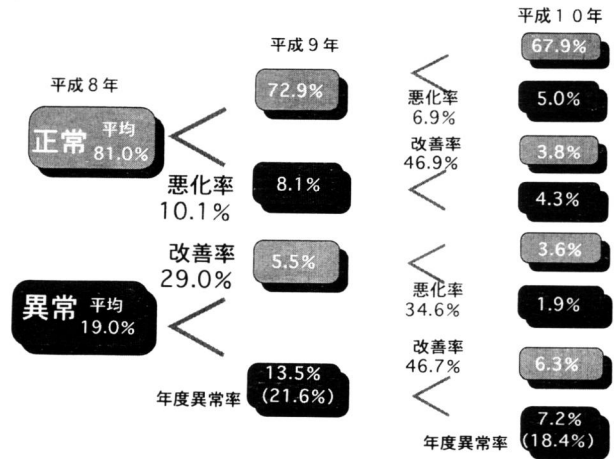 平成8年
正常 平均
81.0%
悪化率
10.1%
改善率
29.0%
異常 平均
19.0%
平成9年
72.9%
8.1%
5.5%
13.5%
年度異常率 (21.6%)
平成10年
67.9%
悪化率
6.9%
5.0%
改善率
46.9%
3.8%
4.3%
3.6%
悪化率
34.6%
1.9%
改善率
46.7%
6.3%
7.2%
年度異常率 (18.4%)